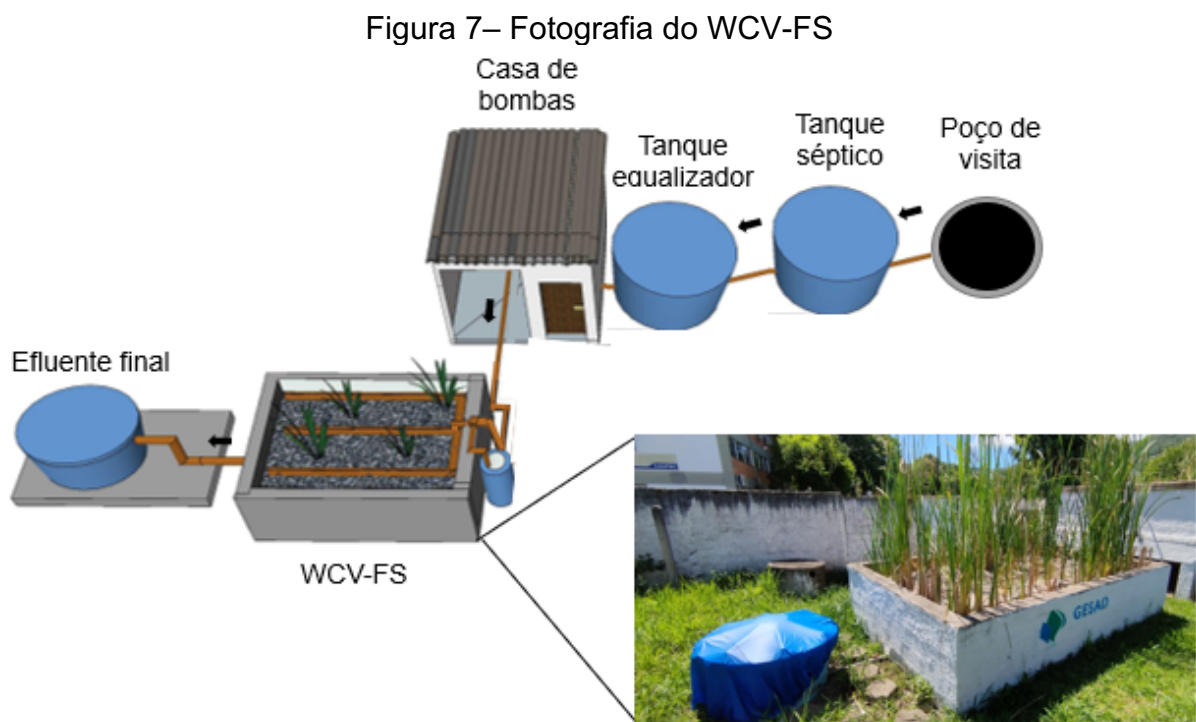 Figura 7– Fotografia do WCV-FS
Casa de
bombas
Tanque
equalizador
Tanque
séptico
Poço de
visita
Efluente final
WCV-FS
GESAD